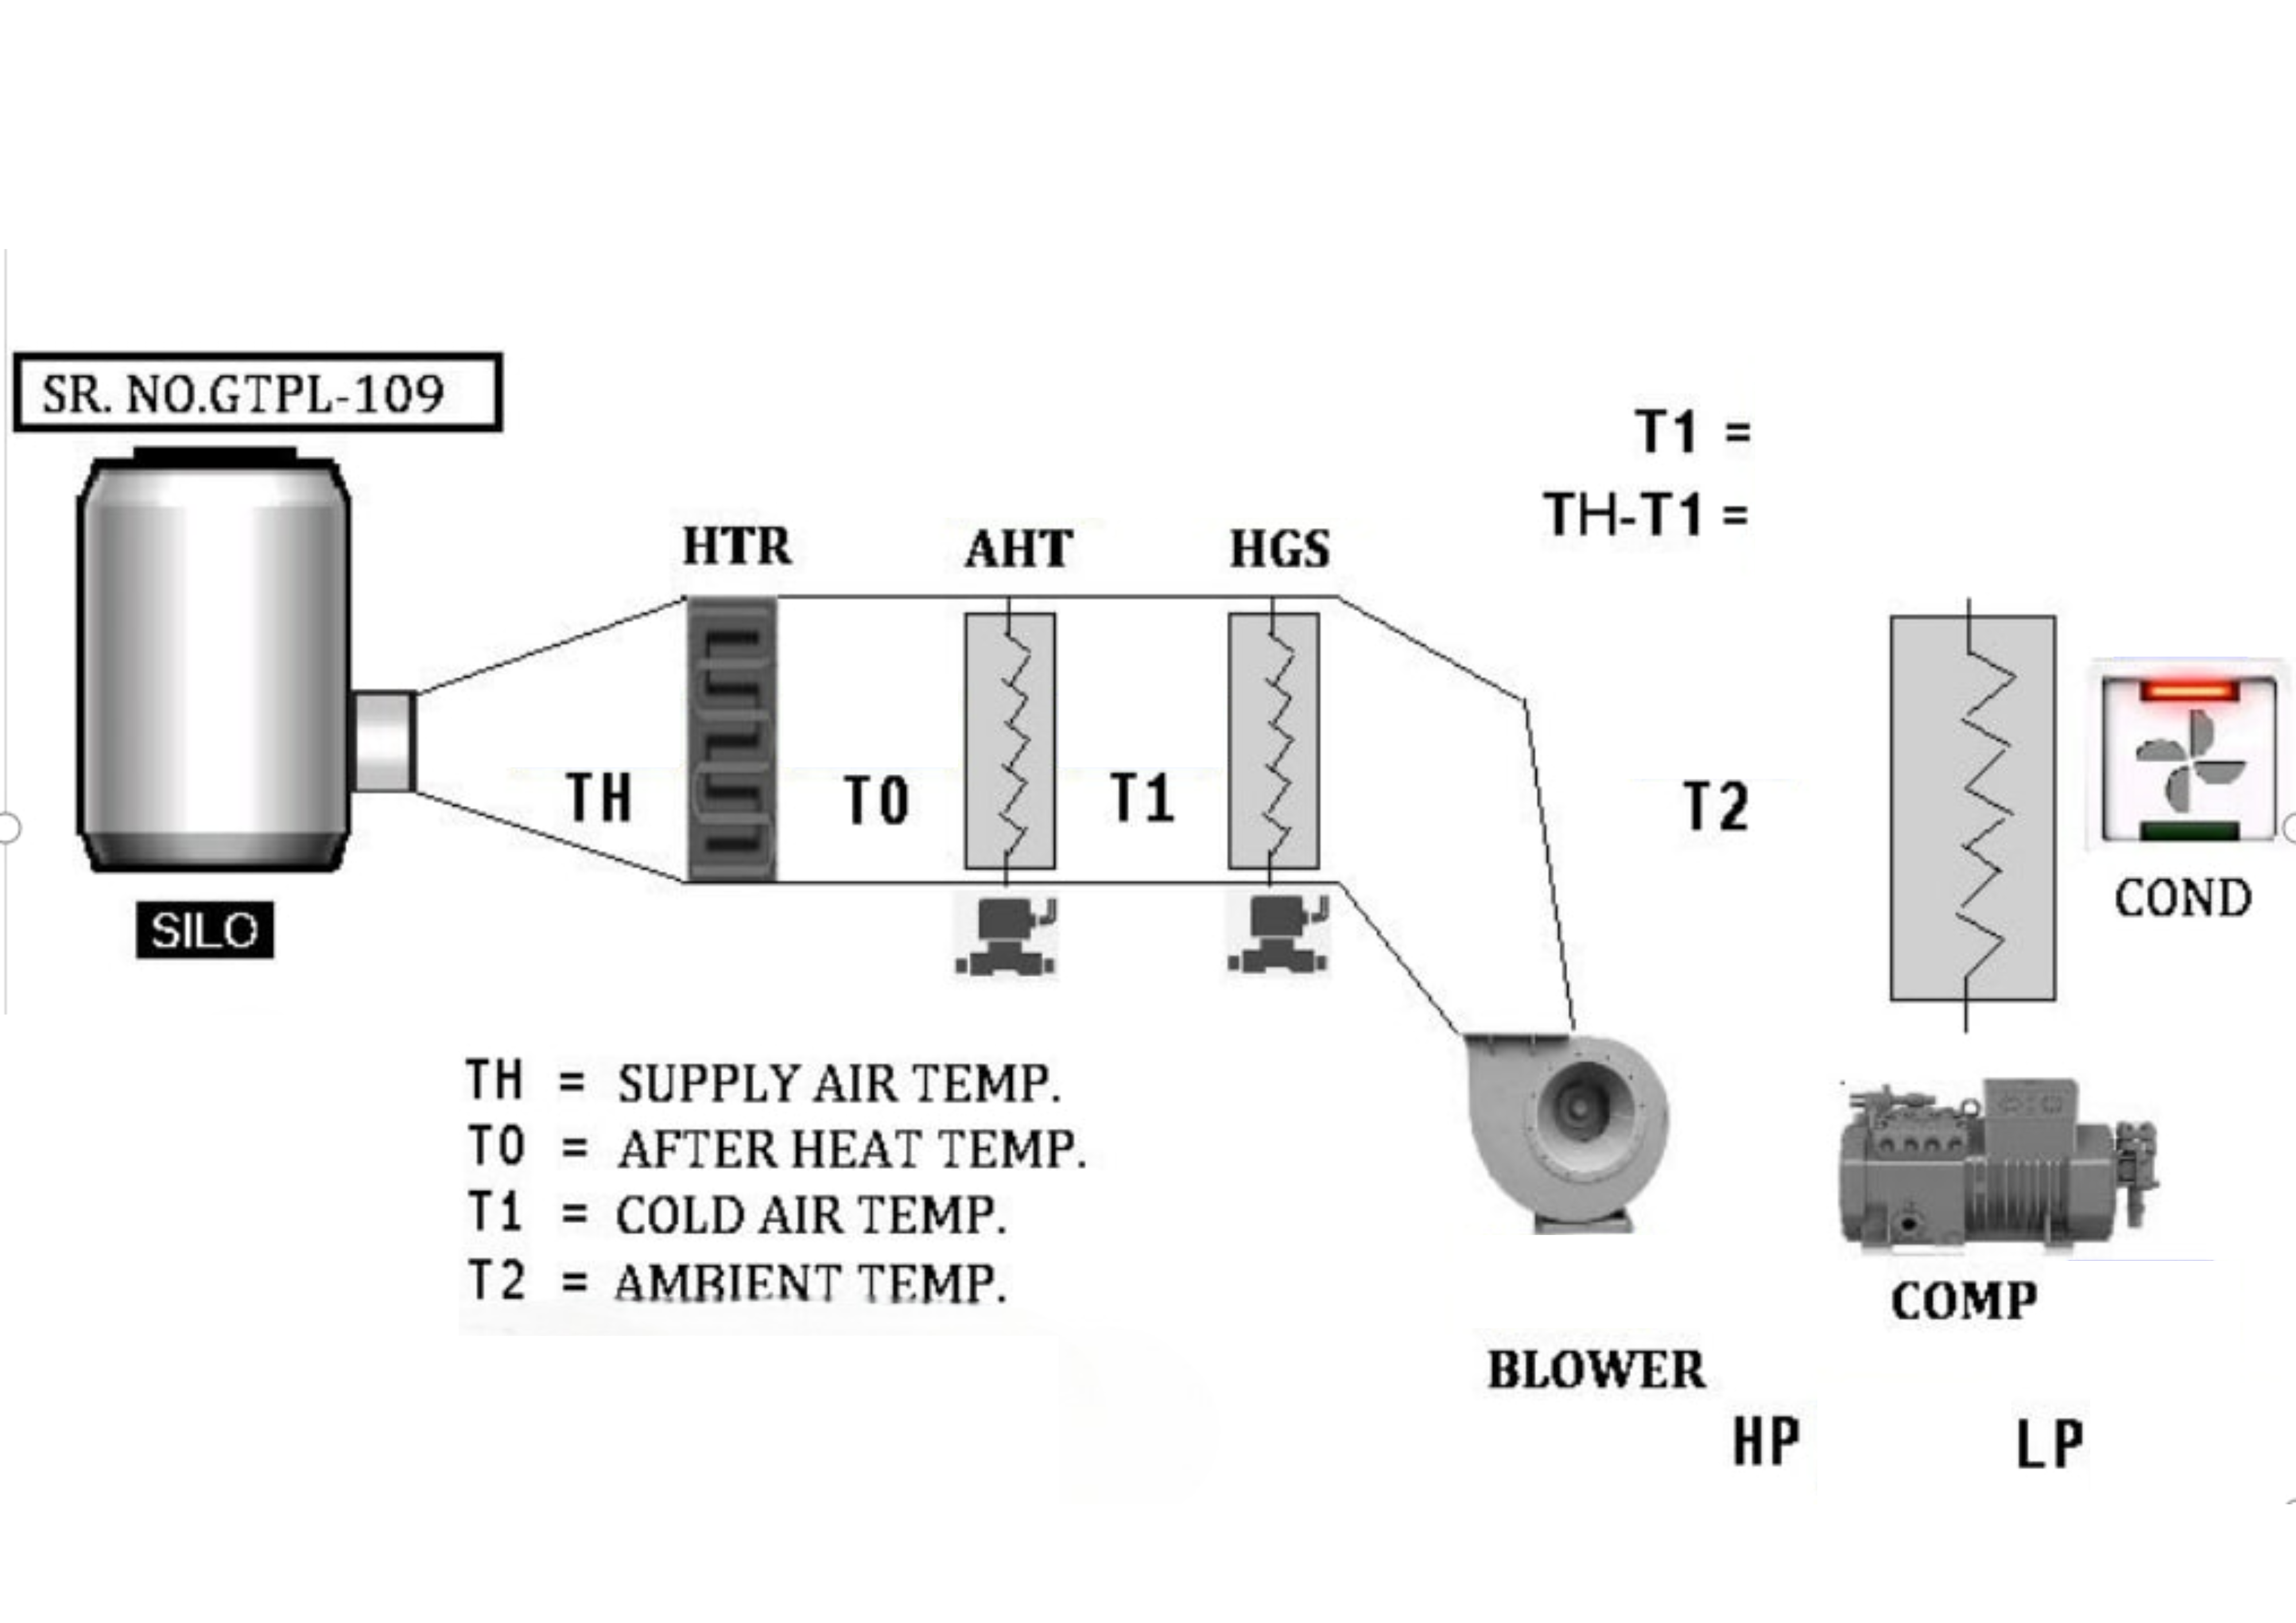 SR. NO.GTPL-109
T1 =
TH-T1 =
HTR
AHT
HGS
TH
T0
T1
T2
COND
SILO
TH = SUPPLY AIR TEMP.
T0 = AFTER HEAT TEMP.
T1 = COLD AIR TEMP.
T2 = AMBIENT TEMP.
COMP
BLOWER
HP
LP